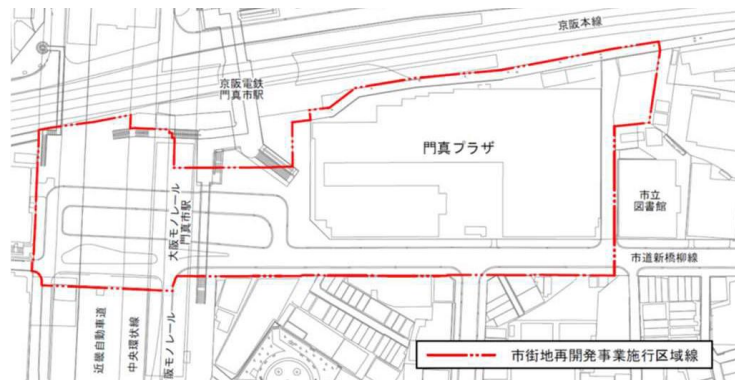 京阪本線
京阪電鉄
門真市駅
門真プラザ
市立
図書館
大阪モノレール
門真市駅
市道新橋柳線
近畿自動車道
中央環状線
阪モノレール
市街地再開発事業施行区域線